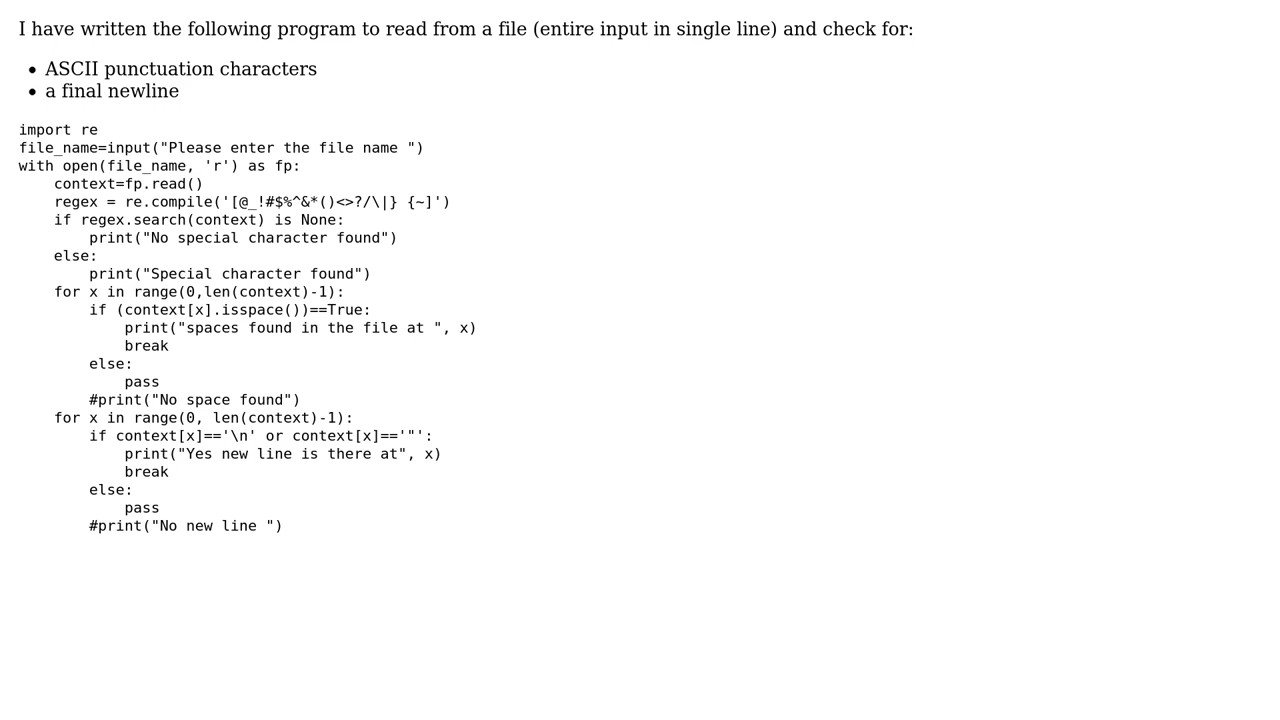 I have written the following program to read from a file (entire input in single line) and check for:
• ASCII punctuation characters
• a final newline
import re
file_name=input("Please enter the file name ")
with open(file_name, 'r') as fp:
    context=fp.read()
    regex = re.compile('[@_!#$%^&*()<>?/\|} {~]')
    if regex.search(context) is None:
        print("No special character found")
    else:
        print("Special character found")
    for x in range(0,len(context)-1):
        if (context[x].isspace())==True:
            print("spaces found in the file at ", x)
            break
        else:
            pass
        #print("No space found")
    for x in range(0, len(context)-1):
        if context[x]=='\n' or context[x]=='"':
            print("Yes new line is there at", x)
            break
        else:
            pass
        #print("No new line ")